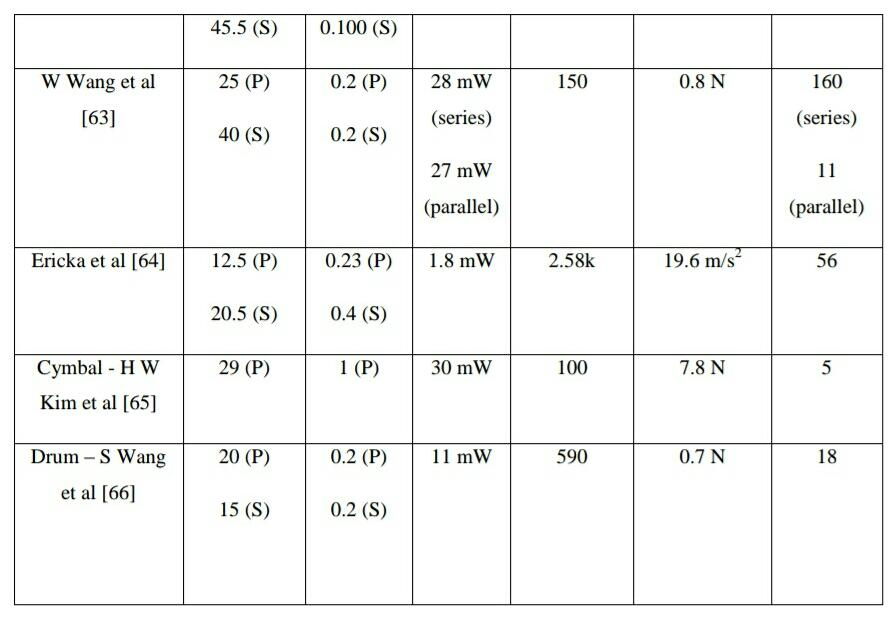 45.5 (S) 0.100 (S)
W Wang et al 25 (P) 0.2 (P) 28 mW 150 0.8 N 160
[63] (series) (series)
40 (S) 0.2 (S)
27 mW 11
(parallel) (parallel)
Ericka et al [64] 12.5 (P) 0.23 (P) 1.8 mW 2.58k 19.6 m/s² 56
20.5 (S) 0.4 (S)
Cymbal - H W 29 (P) 1 (P) 30 mW 100 7.8 N 5
Kim et al [65]
Drum – S Wang 20 (P) 0.2 (P) 11 mW 590 0.7 N 18
et al [66]
15 (S) 0.2 (S)